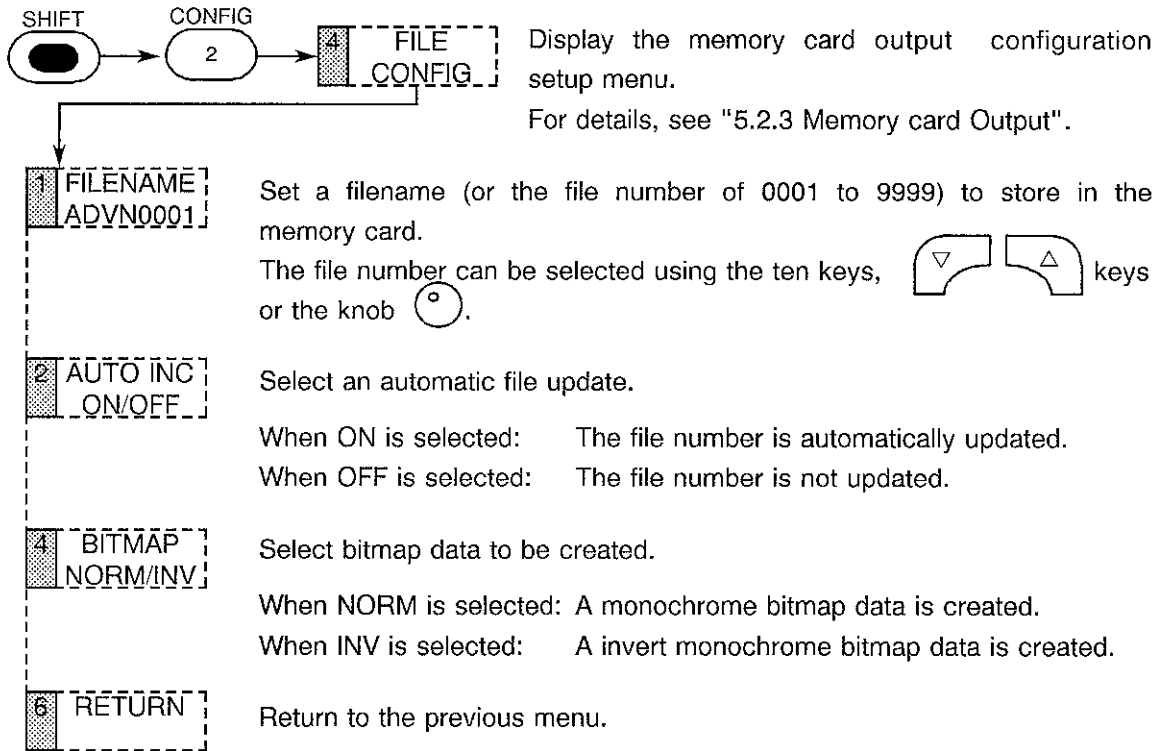 SHIFT CONFIG
2
4 FILE CONFIG
Display the memory card output configuration
setup menu.
For details, see "5.2.3 Memory card Output".
1 FILENAME
ADVN0001
Set a filename (or the file number of 0001 to 9999) to store in the
memory card.
The file number can be selected using the ten keys, ▽ △ keys
or the knob .
2 AUTO INC
ON/OFF
Select an automatic file update.
When ON is selected: The file number is automatically updated.
When OFF is selected: The file number is not updated.
4 BITMAP
NORM/INV
Select bitmap data to be created.
When NORM is selected: A monochrome bitmap data is created.
When INV is selected: A invert monochrome bitmap data is created.
6 RETURN
Return to the previous menu.